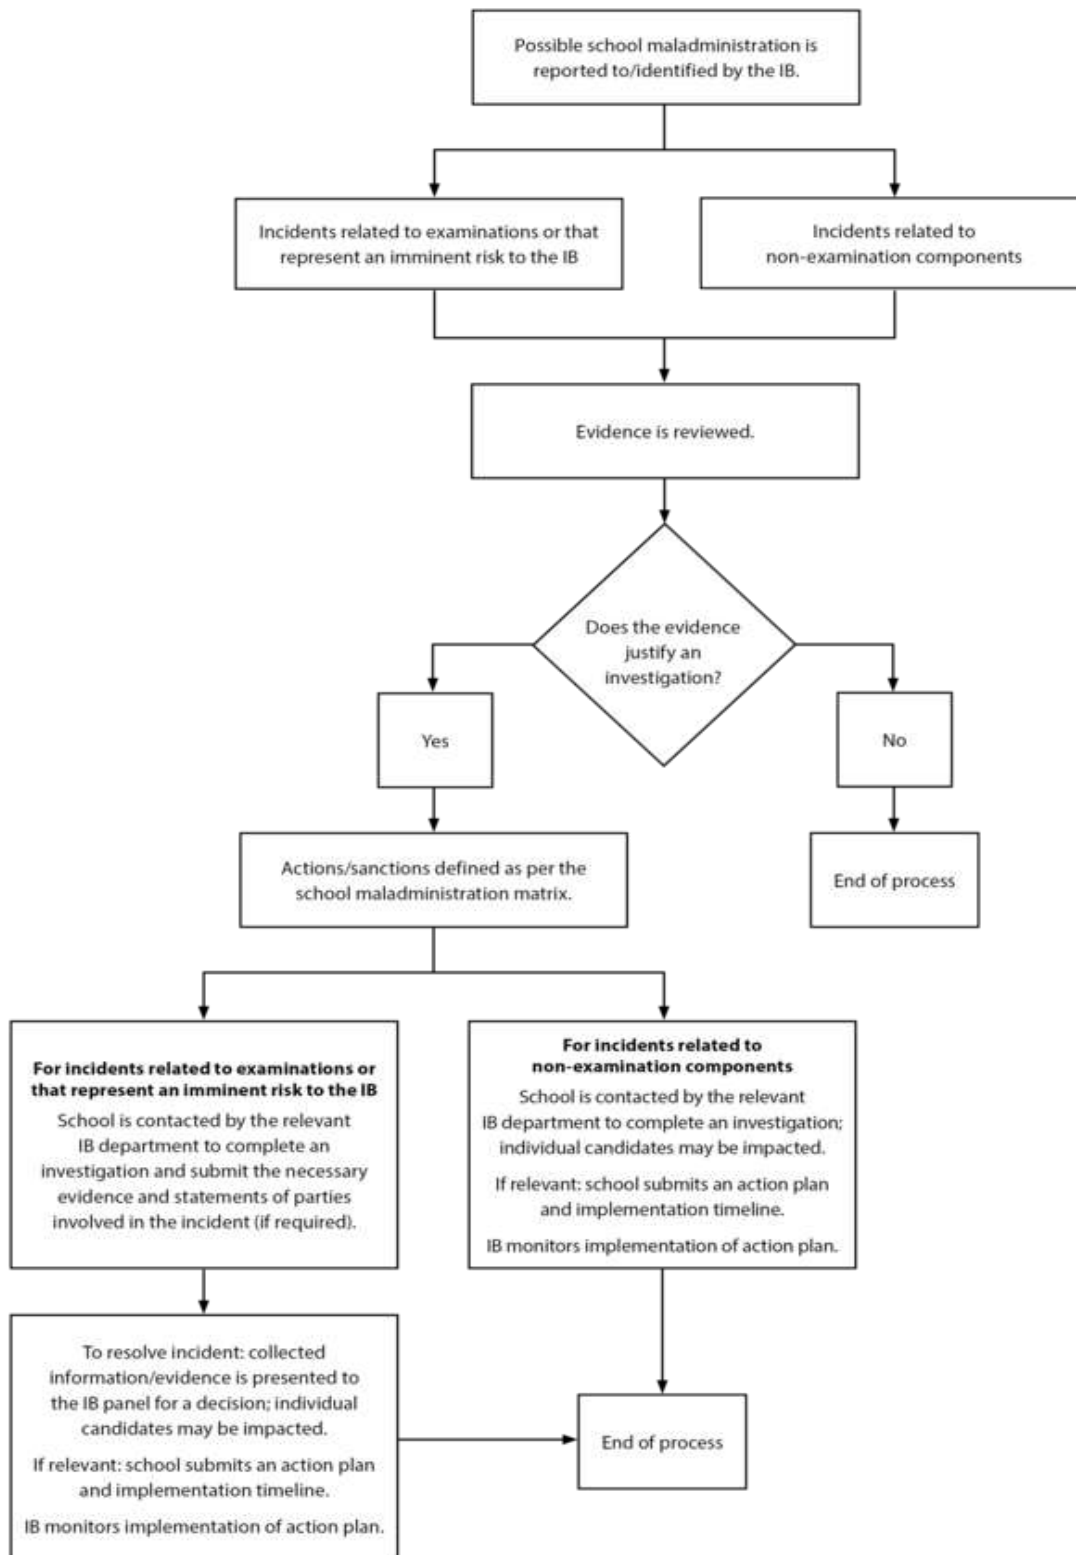 Possible school maladministration is
reported to/identified by the IB.
Incidents related to examinations or that
represent an imminent risk to the IB
Incidents related to
non-examination components
Evidence is reviewed.
Does the evidence
justify an
investigation?
Yes
No
Actions/sanctions defined as per the
school maladministration matrix.
End of process
For incidents related to examinations or
that represent an imminent risk to the IB
School is contacted by the relevant
IB department to complete an
investigation and submit the necessary
evidence and statements of parties
involved in the incident (if required).
For incidents related to
non-examination components
School is contacted by the relevant
IB department to complete an investigation;
individual candidates may be impacted.
If relevant: school submits an action plan
and implementation timeline.
IB monitors implementation of action plan.
To resolve incident: collected
information/evidence is presented to
the IB panel for a decision; individual
candidates may be impacted.
If relevant: school submits an action plan
and implementation timeline.
IB monitors implementation of action plan.
End of process